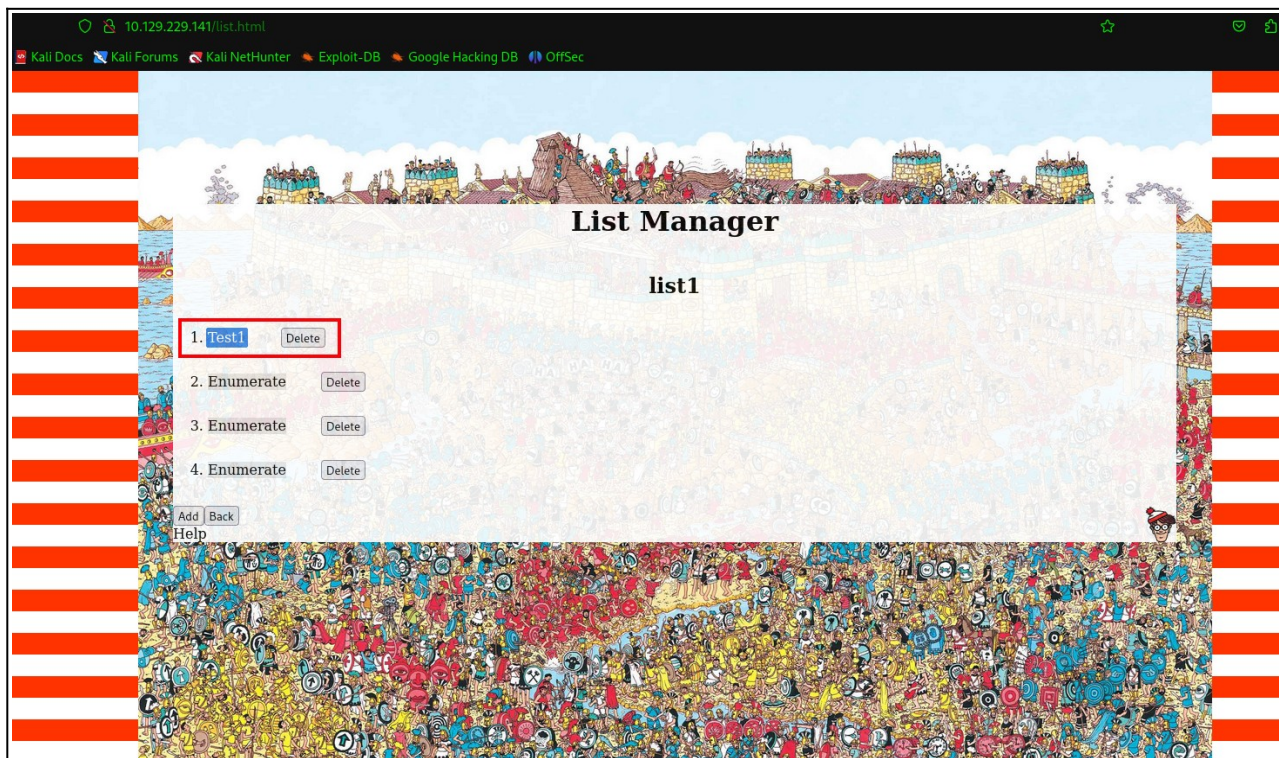 10.129.229.141/list.html
Kali Docs Kali Forums Kali NetHunter Exploit-DB Google Hacking DB OffSec
List Manager
list1
1. Test1 Delete
2. Enumerate Delete
3. Enumerate Delete
4. Enumerate Delete
Add Back
Help